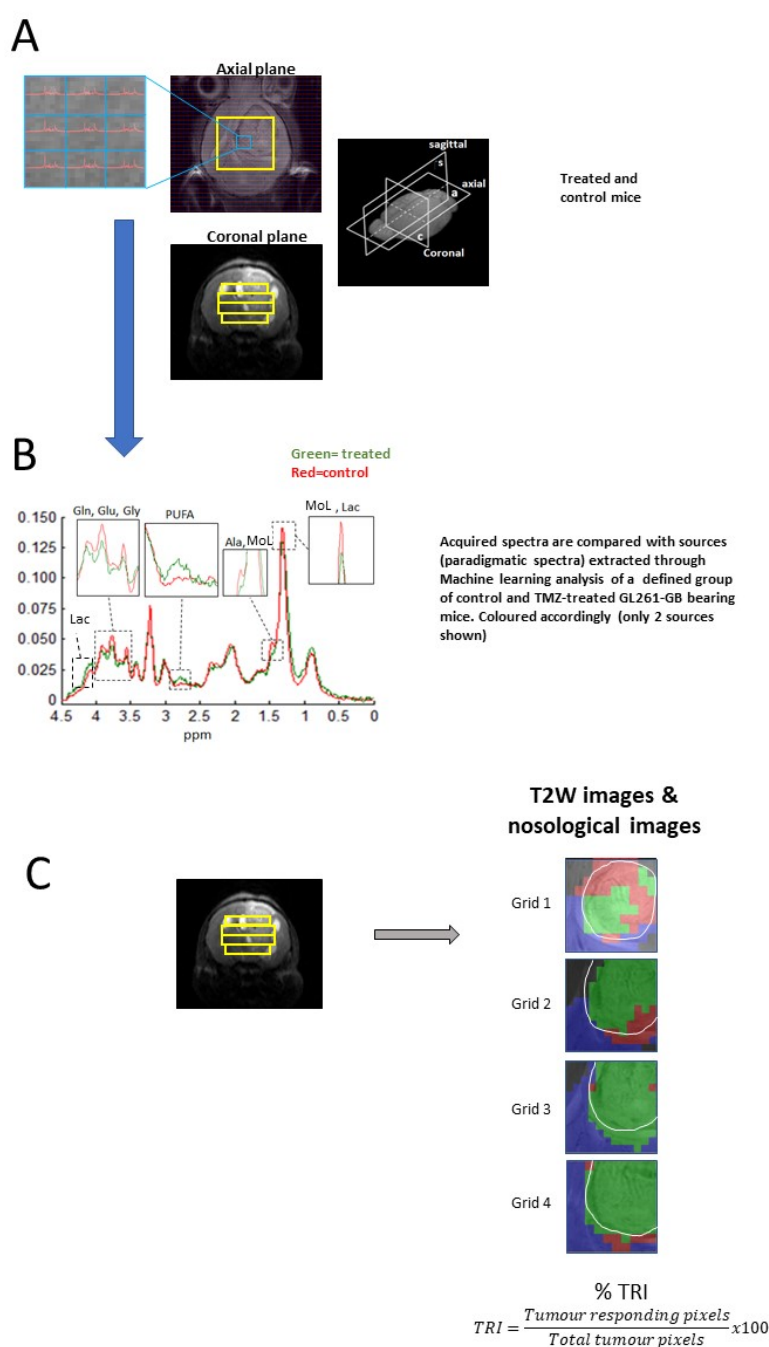 A
Axial plane
sagittal
s
axial
a
c
Coronal
Treated and
control mice
Coronal plane
B
Green= treated
Red=control
Gln, Glu, Gly
PUFA
Ala, MoL
MoL , Lac
Lac
0.150
0.125
0.100
0.075
0.050
0.025
0
4.5 4 3.5 3 2.5 2 1.5 1 0.5 0
ppm
Acquired spectra are compared with sources
(paradigmatic spectra) extracted through
Machine learning analysis of a defined group
of control and TMZ-treated GL261-GB bearing
mice. Coloured accordingly (only 2 sources
shown)
C
T2W images &
nosological images
Grid 1
Grid 2
Grid 3
Grid 4
% TRI
TRI = Tumour responding pixels / Total tumour pixels x100